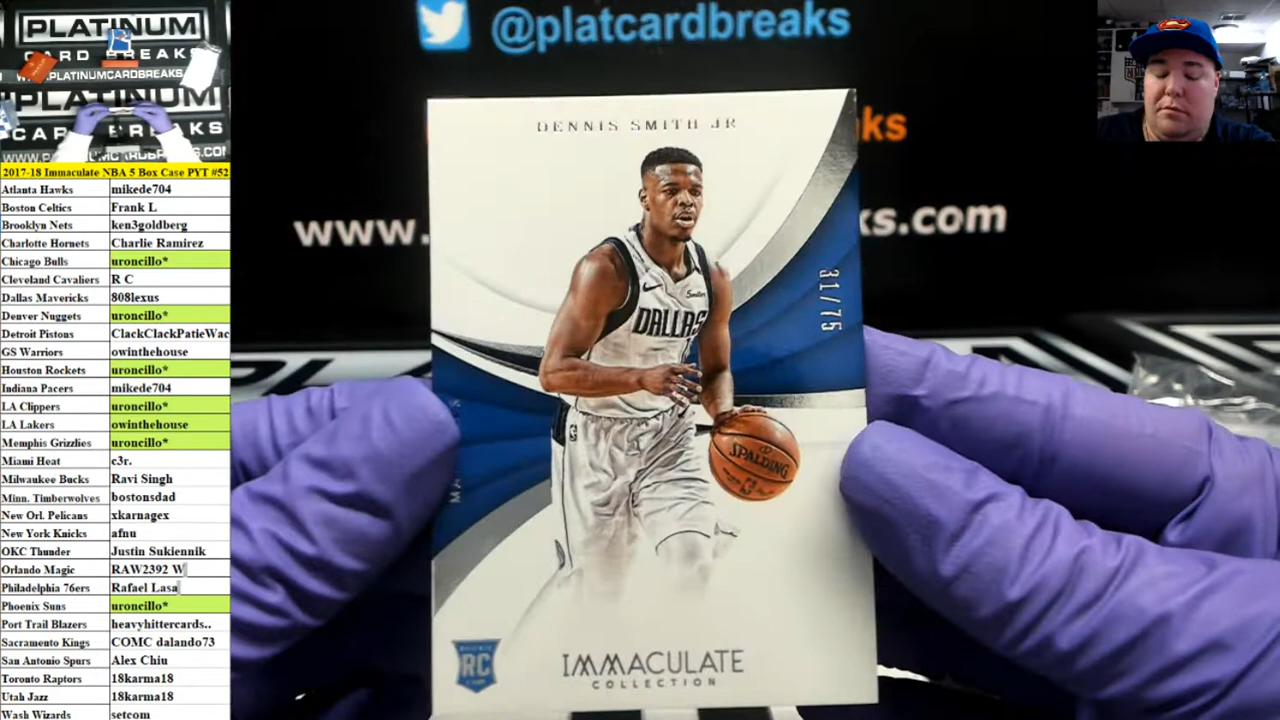 PLATINUM
CARD BREAKS
WWW.PLATINUMCARDBREAKS.
PLATINUM
CARD BREAKS
2017-18 Immaculate NBA 5 Box Case PYT #52
Atlanta Hawks mikede704
Boston Celtics Frank L
Brooklyn Nets ken3goldberg
Charlotte Hornets Charlie Ramirez
Chicago Bulls uroncillo*
Cleveland Cavaliers R C
Dallas Mavericks 808lexus
Denver Nuggets uroncillo*
Detroit Pistons ClackClackPatieWac
GS Warriors owinthehouse
Houston Rockets uroncillo*
Indiana Pacers mikede704
LA Clippers uroncillo*
LA Lakers owinthehouse
Memphis Grizzlies uroncillo*
Miami Heat c3r.
Milwaukee Bucks Ravi Singh
Minn. Timberwolves bostonsdad
New Orl. Pelicans xkarnagex
New York Knicks afnu
OKC Thunder Justin Sukiennik
Orlando Magic RAW2392 W
Philadelphia 76ers Rafael Lasa
Phoenix Suns uroncillo*
Port Trail Blazers heavyhittercards..
Sacramento Kings COMC dalando73
San Antonio Spurs Alex Chiu
Toronto Raptors 18karma18
Utah Jazz 18karma18
Wash Wizards setcom
@platcardbreaks
ks
www. ks.com
DENNIS SMITH JR
31/75
DALLAS
SPALDING
RC
IMMACULATE
COLLECTION